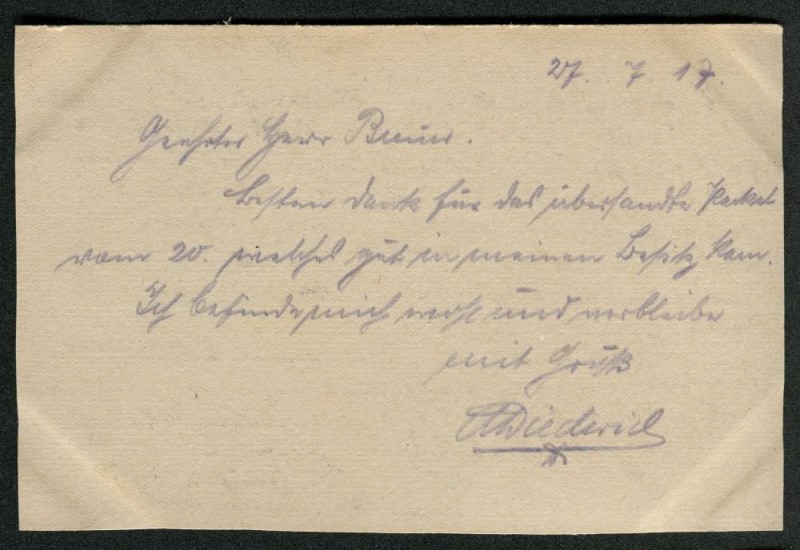 27. 7. 17.
Geehrter Herr Braun.
Besten Dank für das übersandte Packet
vom 20. welches gut in meinen Besitz kam.
Ich befinde mich wohl und verbleibe
mit Gruß
Diederich